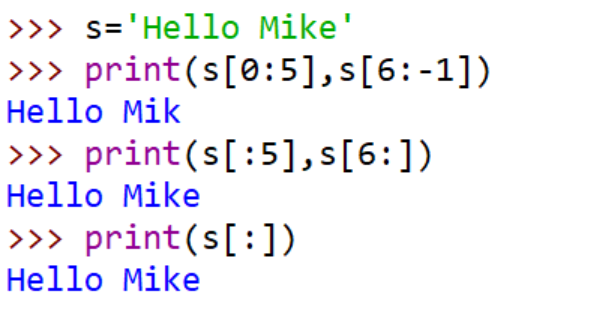 >>> s='Hello Mike'
>>> print(s[0:5],s[6:-1])
Hello Mik
>>> print(s[:5],s[6:])
Hello Mike
>>> print(s[:])
Hello Mike